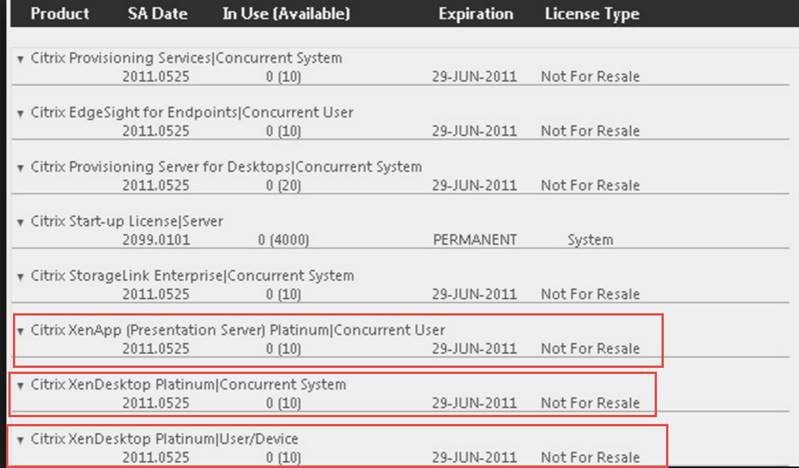 Product SA Date In Use (Available) Expiration License Type
▼ Citrix Provisioning Services|Concurrent System
2011.0525 0 (10) 29-JUN-2011 Not For Resale
▼ Citrix EdgeSight for Endpoints|Concurrent User
2011.0525 0 (10) 29-JUN-2011 Not For Resale
▼ Citrix Provisioning Server for Desktops|Concurrent System
2011.0525 0 (20) 29-JUN-2011 Not For Resale
▼ Citrix Start-up License|Server
2099.0101 0 (4000) PERMANENT System
▼ Citrix StorageLink Enterprise|Concurrent System
2011.0525 0 (10) 29-JUN-2011 Not For Resale
▼ Citrix XenApp (Presentation Server) Platinum|Concurrent User
2011.0525 0 (10) 29-JUN-2011 Not For Resale
▼ Citrix XenDesktop Platinum|Concurrent System
2011.0525 0 (10) 29-JUN-2011 Not For Resale
▼ Citrix XenDesktop Platinum|User/Device
2011.0525 0 (10) 29-JUN-2011 Not For Resale